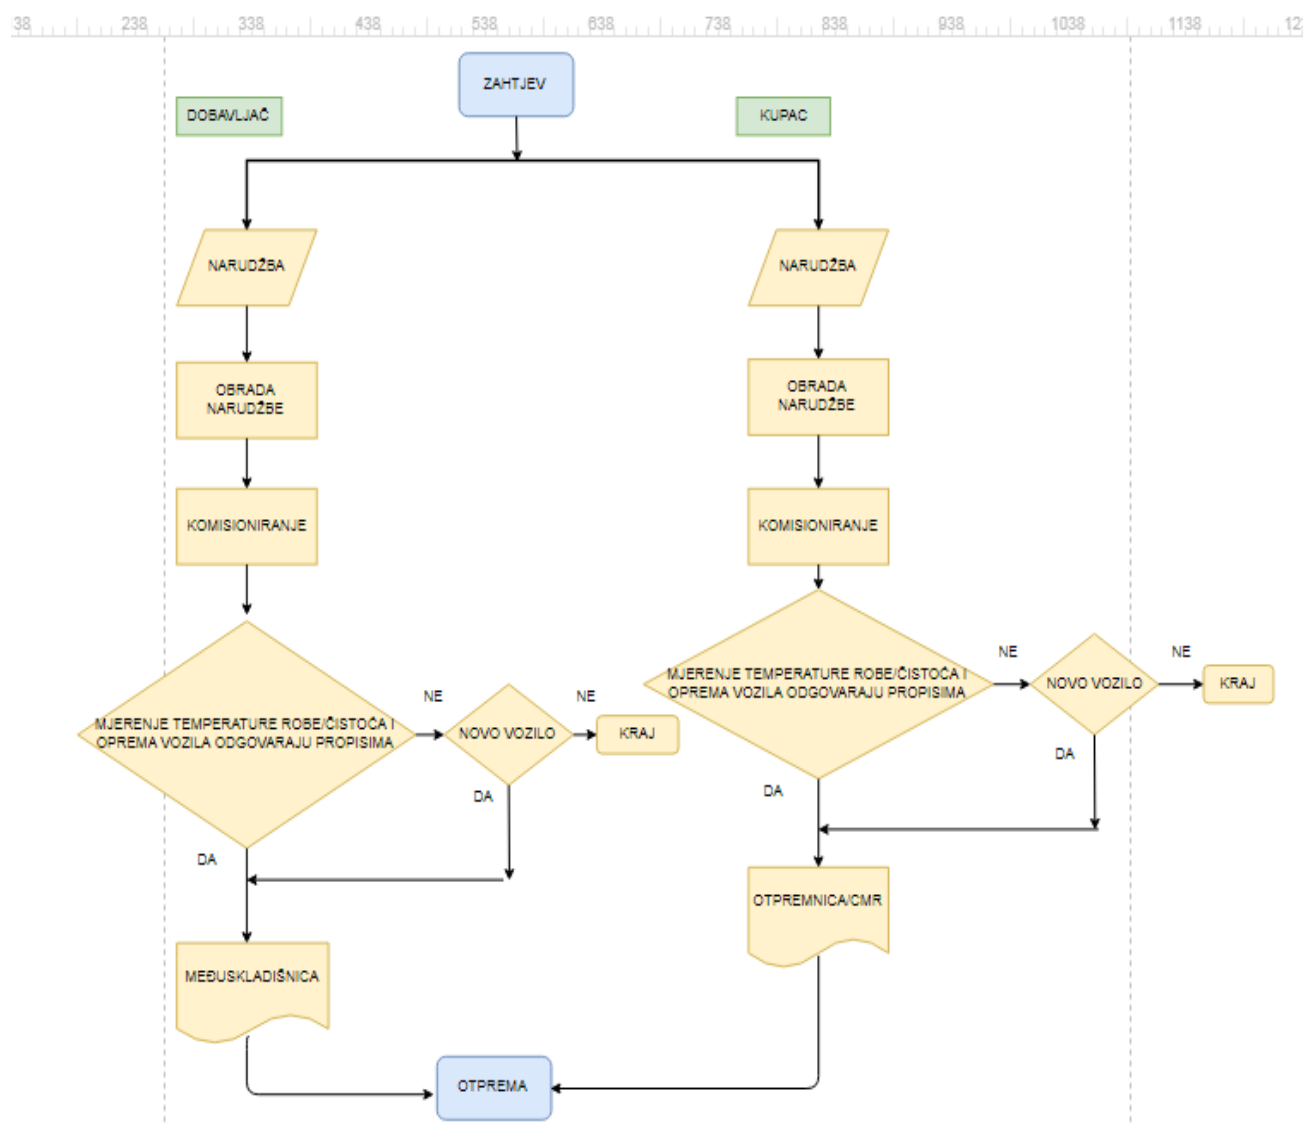 38 238 338 438 538 638 738 838 938 1038 1138 12
ZAHTJEV
DOBAVLJAČ
KUPAC
NARUDŽBA
NARUDŽBA
OBRADA
NARUDŽBE
OBRADA
NARUDŽBE
KOMISIONIRANJE
KOMISIONIRANJE
MJERENJE TEMPERATURE ROBE/ČISTOĆA I
OPREMA VOZILA ODGOVARAJU PROPISIMA
NE
NOVO VOZILO
NE
KRAJ
DA
DA
MJERENJE TEMPERATURE ROBE/ČISTOĆA I
OPREMA VOZILA ODGOVARAJU PROPISIMA
NE
NOVO VOZILO
NE
KRAJ
DA
DA
OTPREMNICA/CMR
MEĐUSKLADIŠNICA
OTPREMA